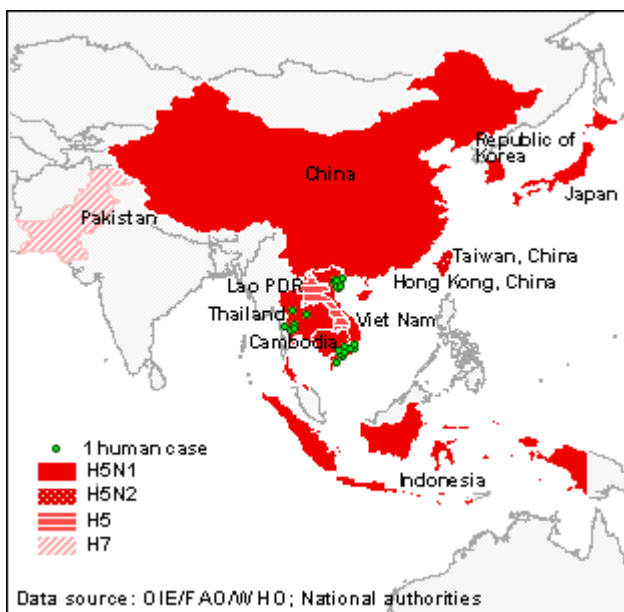 Republic of
Korea
China
Japan
Pakistan
Taiwan, China
Lao PDR
Hong Kong, China
Thailand
Viet Nam
Cambodia
Indonesia
1 human case
H5N1
H5N2
H5
H7
Data source: OIE/FAO/WHO; National authorities